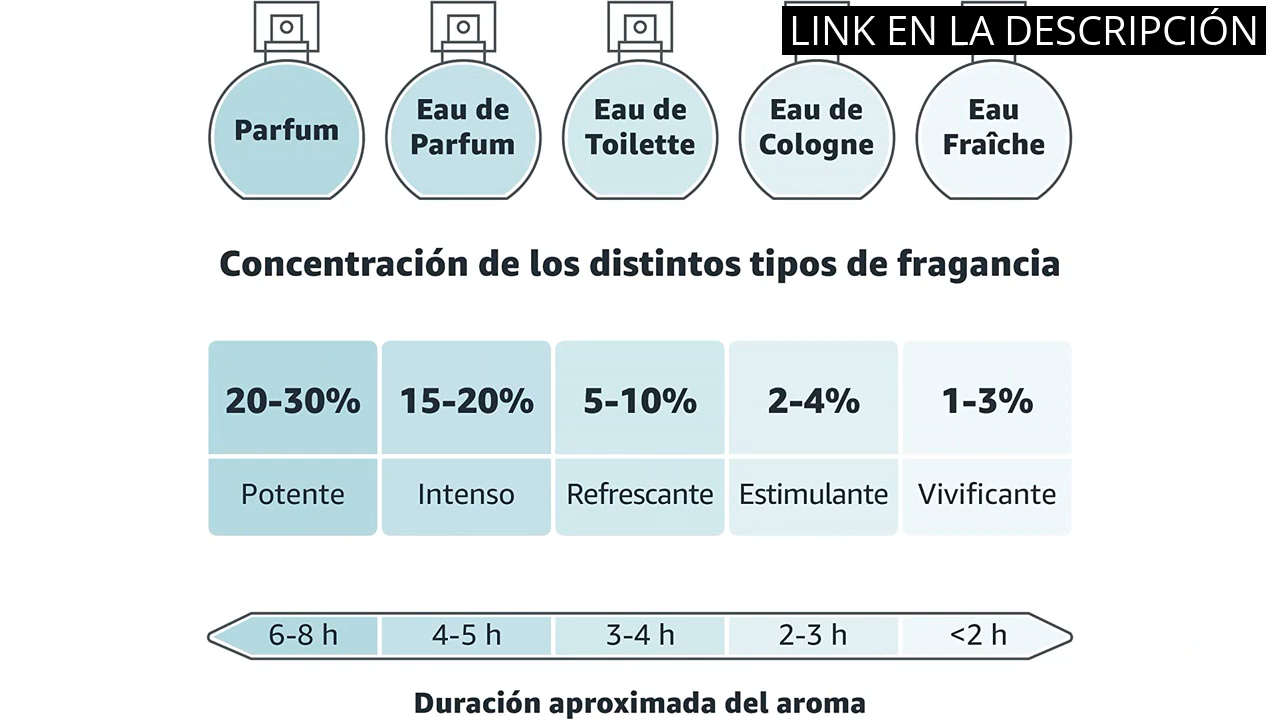 LINK EN LA DESCRIPCIÓN
Parfum
Eau de
Parfum
Eau de
Toilette
Eau de
Cologne
Eau
Fraîche
Concentración de los distintos tipos de fragancia
20-30% 15-20% 5-10% 2-4% 1-3%
Potente Intenso Refrescante Estimulante Vivificante
6-8 h 4-5 h 3-4 h 2-3 h <2 h
Duración aproximada del aroma